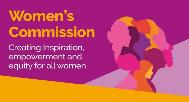 Women's
Commission
Creating Inspiration,
empowerment and
equity for all women